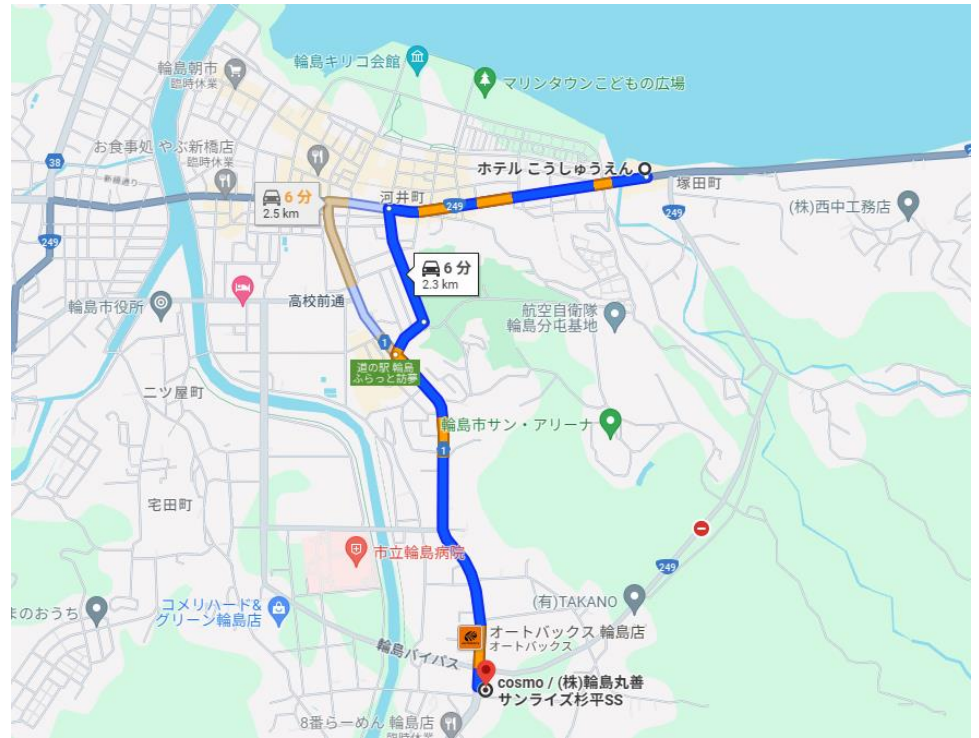 輪島朝市
臨時休業
輪島キリコ会館
マリンタウンこどもの広場
お食事処 やぶ新橋店
臨時休業
38
新橋通り
ホテル こうしゅうえん
塚田町
6 分
2.5 km
河井町
249
249
(株)西中工務店
249
6 分
2.3 km
輪島市役所
高校前通
航空自衛隊
輪島分屯基地
1
道の駅 輪島
ふらっと訪夢
二ツ屋町
輪島市サン・アリーナ
1
宅田町
市立輪島病院
249
(有)TAKANO
まのおうち
コメリハード&
グリーン輪島店
オートバックス 輪島店
オートバックス
輪島バイパス
cosmo / (株)輪島丸善
サンライズ杉平SS
8番らーめん 輪島店
臨時休業